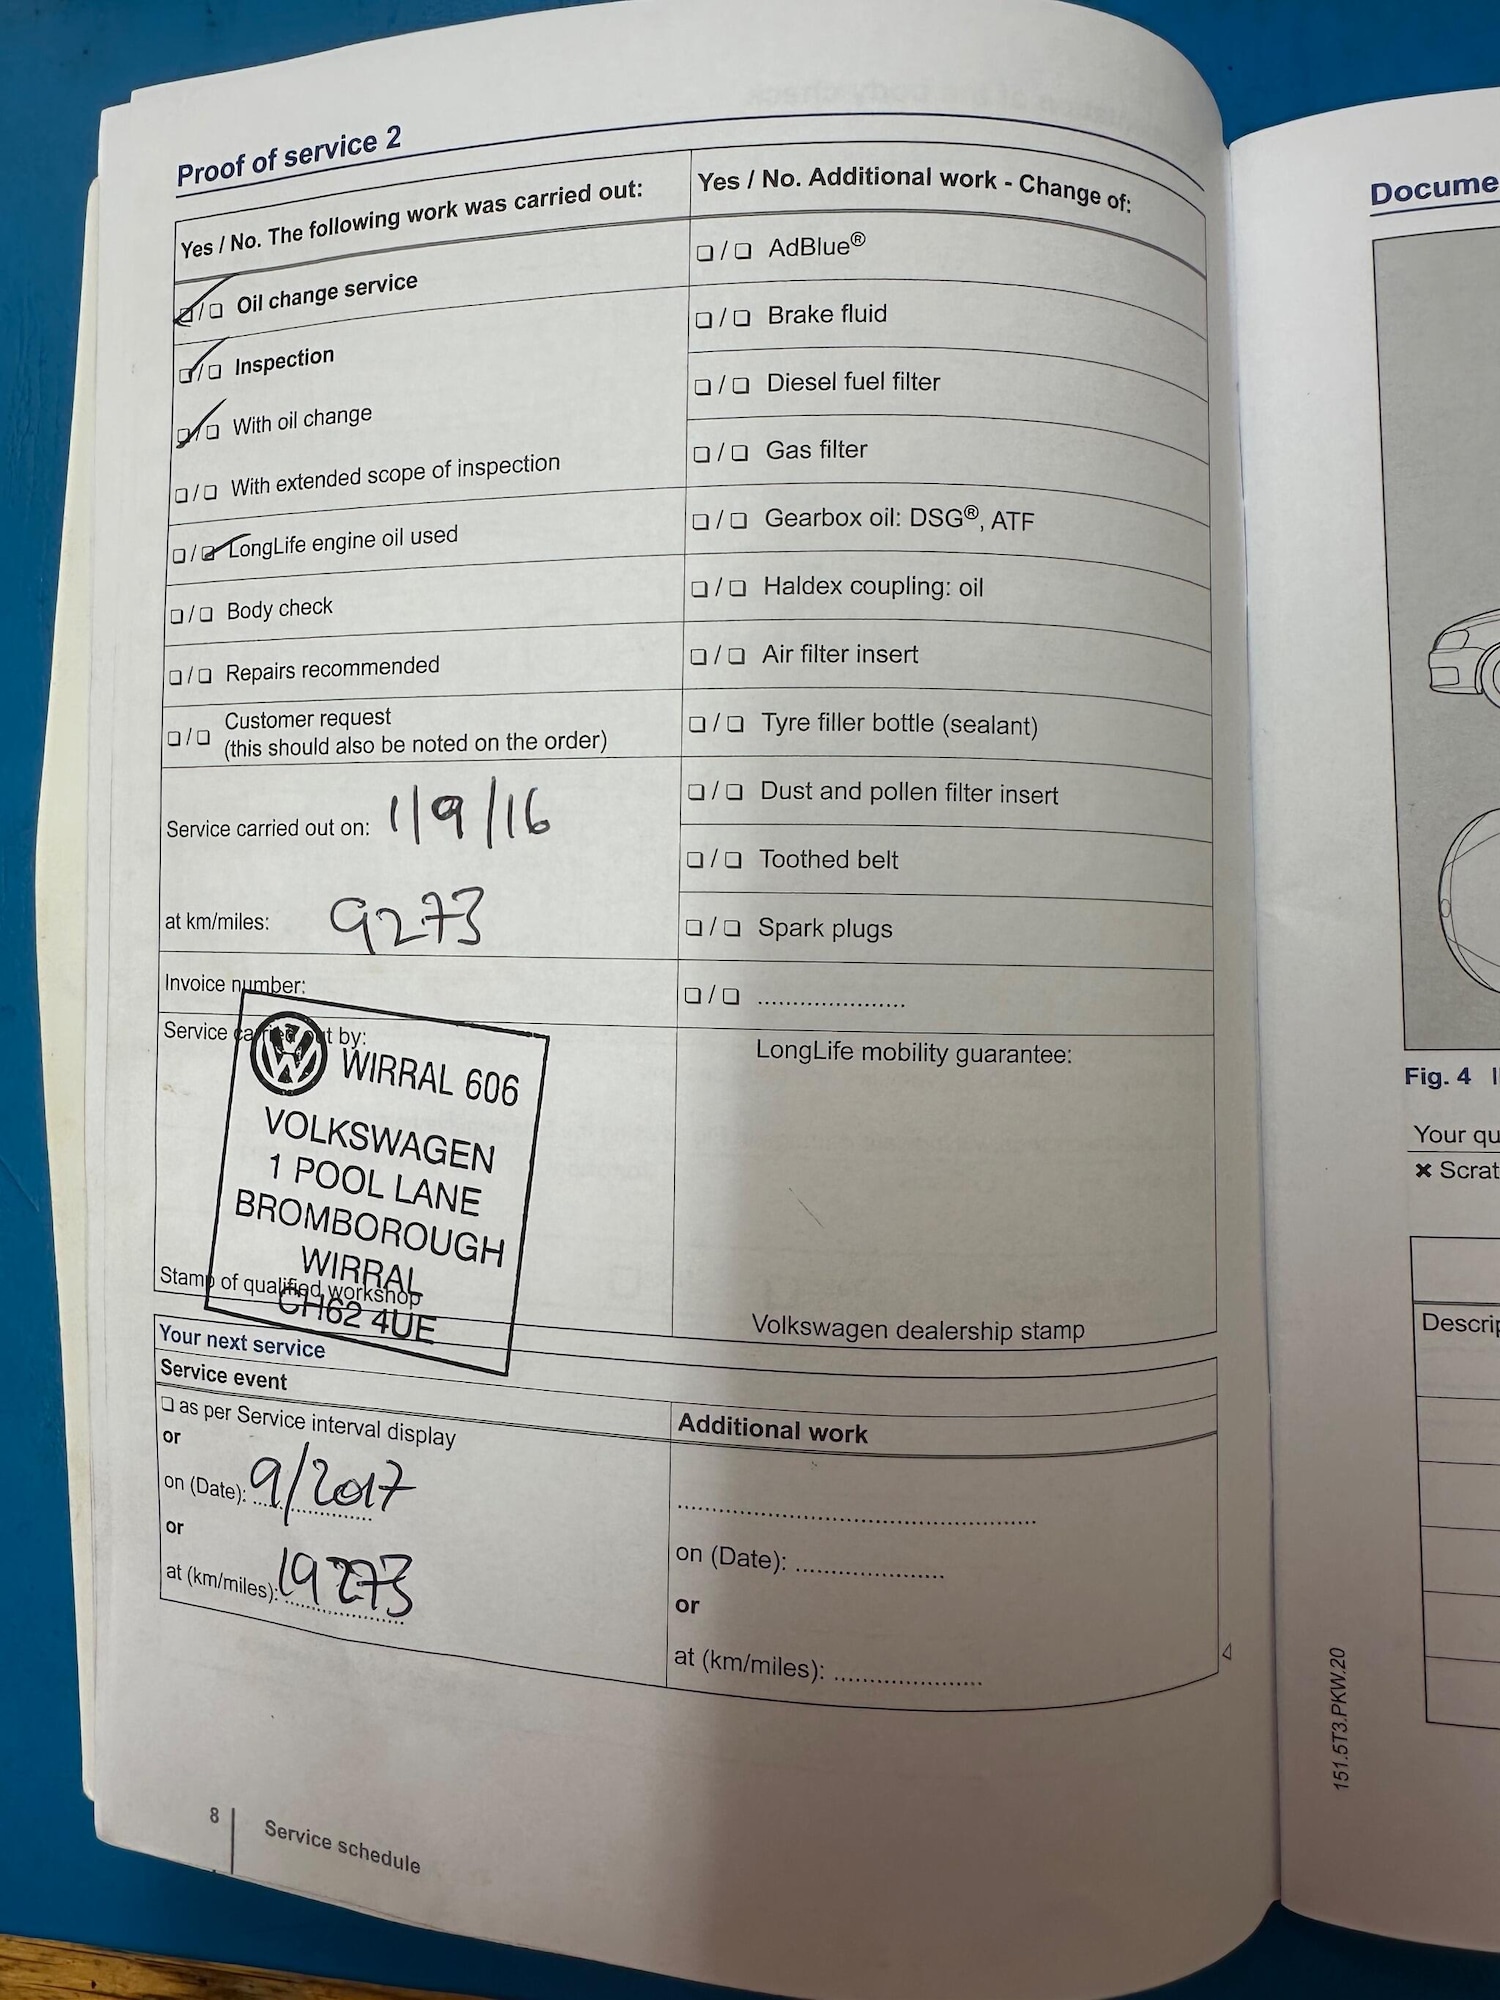 Proof of service 2
Yes / No. The following work was carried out:
❏/❏ Oil change service
❏/❏ Inspection
❏/❏ With oil change
❏/❏ With extended scope of inspection
❏/❏ LongLife engine oil used
❏/❏ Body check
❏/❏ Repairs recommended
❏/❏ Customer request
(this should also be noted on the order)
Service carried out on: 1/9/16
at km/miles: 9273
Invoice number:
Service carried out by:
WIRRAL 606
VOLKSWAGEN
1 POOL LANE
BROMBOROUGH
WIRRAL
CH62 4UE
Stamp of qualified workshop
Yes / No. Additional work - Change of:
❏/❏ AdBlue®
❏/❏ Brake fluid
❏/❏ Diesel fuel filter
❏/❏ Gas filter
❏/❏ Gearbox oil: DSG®, ATF
❏/❏ Haldex coupling: oil
❏/❏ Air filter insert
❏/❏ Tyre filler bottle (sealant)
❏/❏ Dust and pollen filter insert
❏/❏ Toothed belt
❏/❏ Spark plugs
❏/❏ ......................
LongLife mobility guarantee:
Volkswagen dealership stamp
Your next service
Service event
❏ as per Service interval display
or
on (Date): 9/2017
or
at (km/miles): 19273
Additional work
on (Date): ......................
or
at (km/miles): ......................
8
Service schedule
Docume
Fig. 4
Your qu
✖ Scrat
Descrip
151.5T3.PKW.20